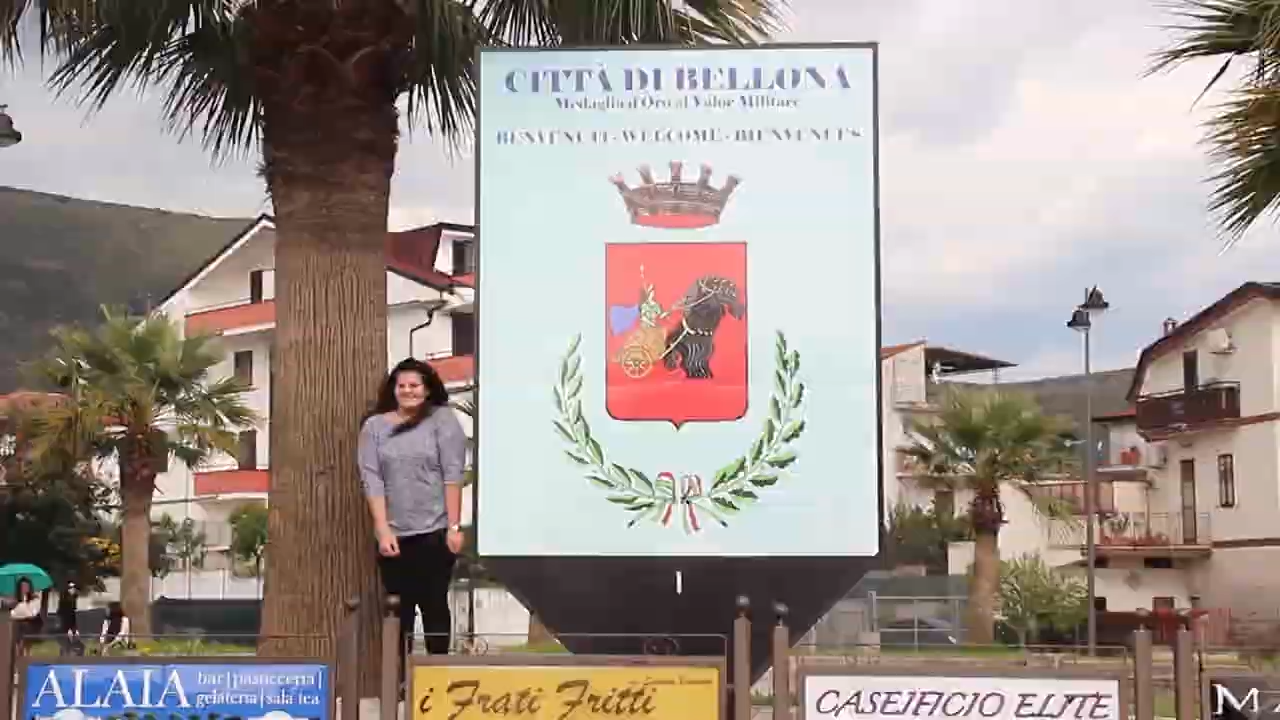 CITTÀ DI BELLONA
Medaglia d'Oro al Valor Militare
BENVENUTI - WELCOME - BIENVENUES
ALAIA bar | pasticceria |
gelateria | sala tea
i Frati Fritti
CASEIFICIO ELITE